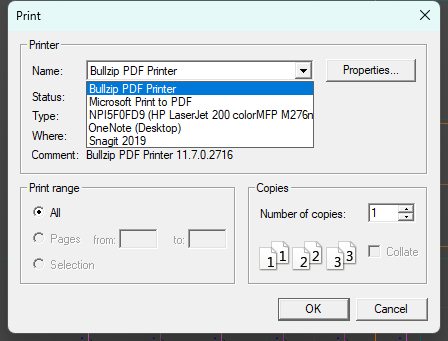 Print
Printer
Name:
Bullzip PDF Printer
Properties...
Bullzip PDF Printer
Status:
Microsoft Print to PDF
Type:
NPI5F0FD9 (HP LaserJet 200 colorMFP M276n
OneNote (Desktop)
Where:
Snagit 2019
Comment: Bullzip PDF Printer 11.7.0.2716
Print range
Copies
All
Number of copies: 1
Pages from: to:
1 1 2 2 3 3
Collate
Selection
OK
Cancel